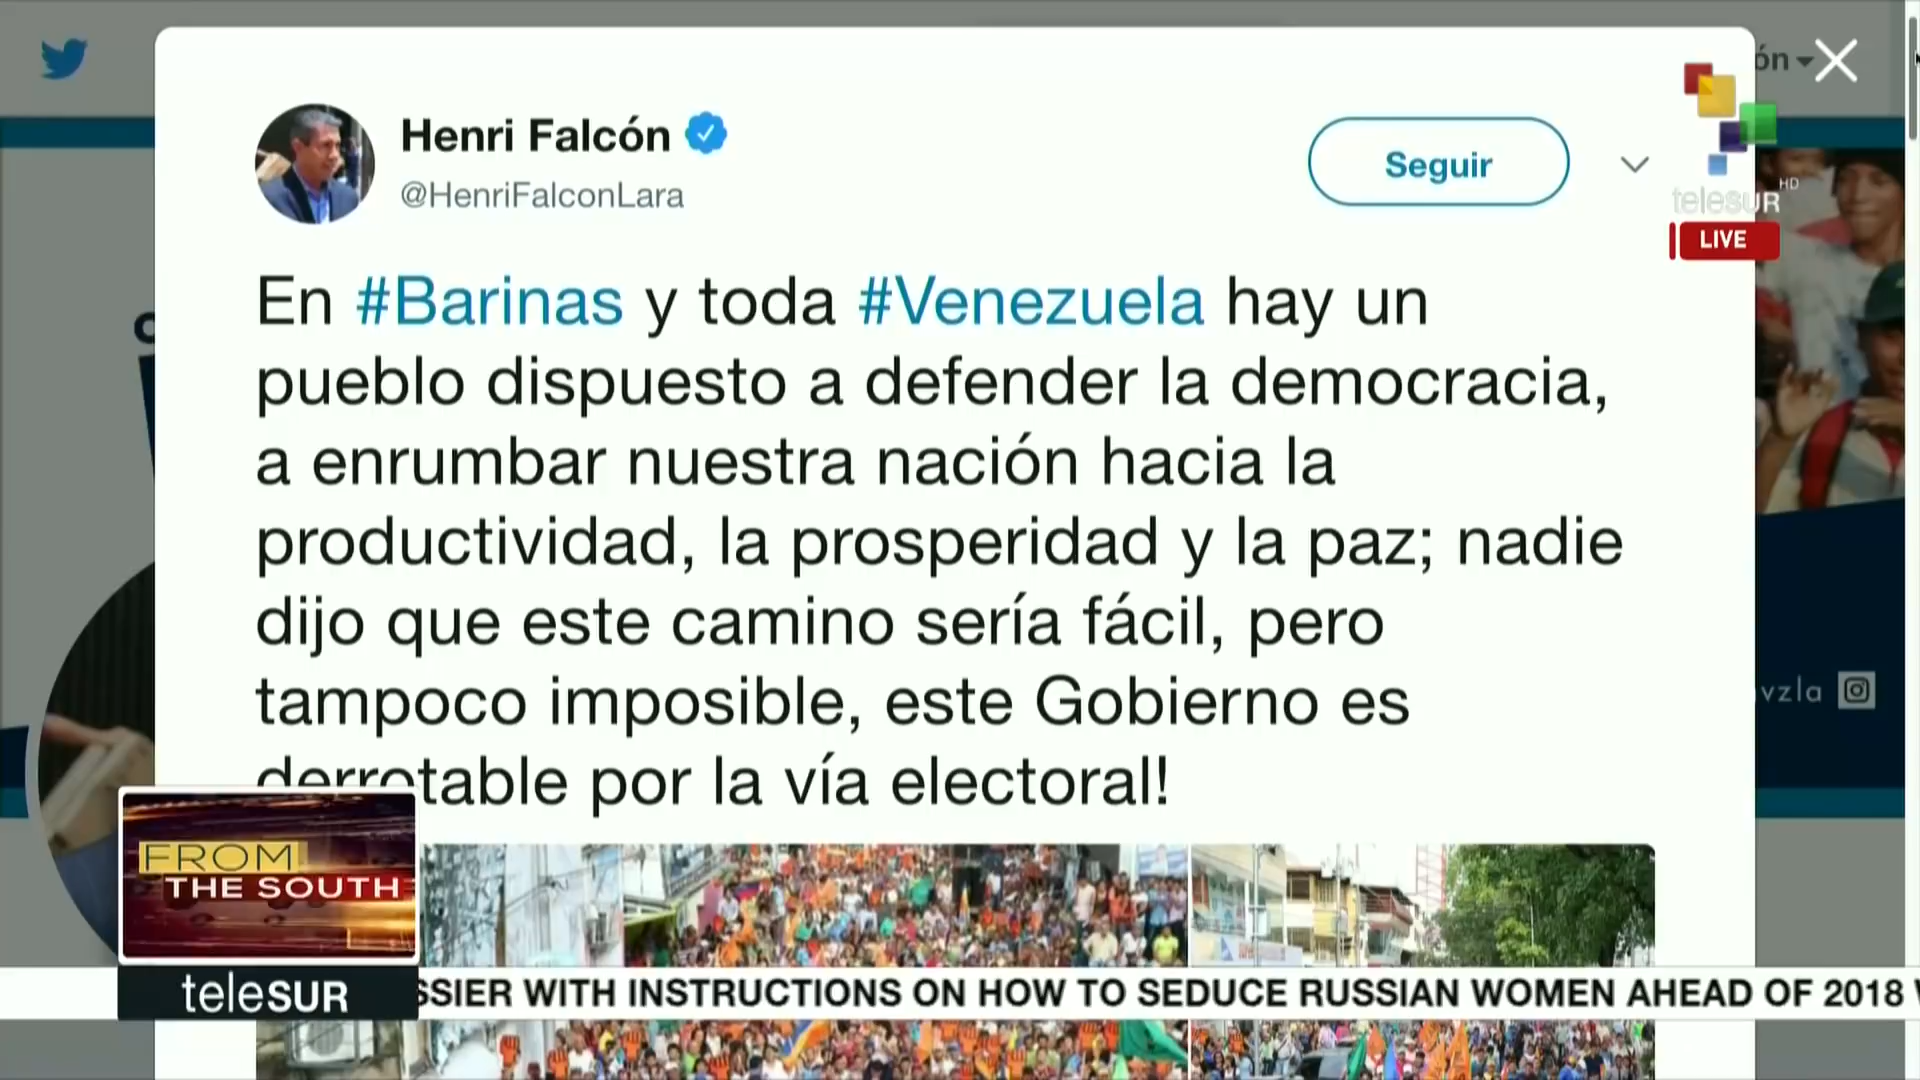 Henri Falcón
@HenriFalconLara
Seguir
ón
teleSUR HD
LIVE
En #Barinas y toda #Venezuela hay un
pueblo dispuesto a defender la democracia,
a enrumbar nuestra nación hacia la
productividad, la prosperidad y la paz; nadie
dijo que este camino sería fácil, pero
tampoco imposible, este Gobierno es
derrotable por la vía electoral!
vzla
FROM
THE SOUTH
teleSUR
SSIER WITH INSTRUCTIONS ON HOW TO SEDUCE RUSSIAN WOMEN AHEAD OF 2018